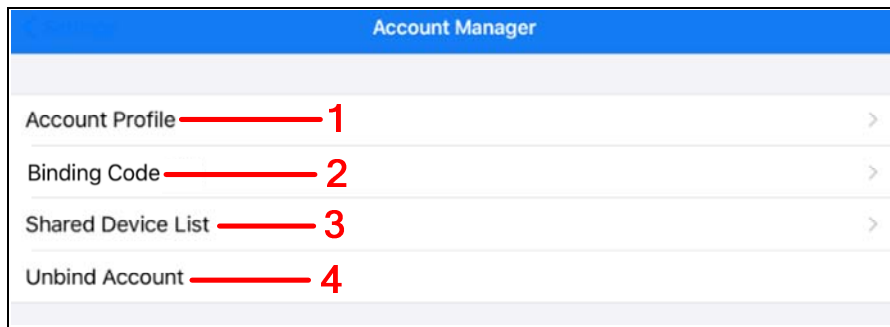 Account Manager
Account Profile 1
Binding Code 2
Shared Device List 3
Unbind Account 4